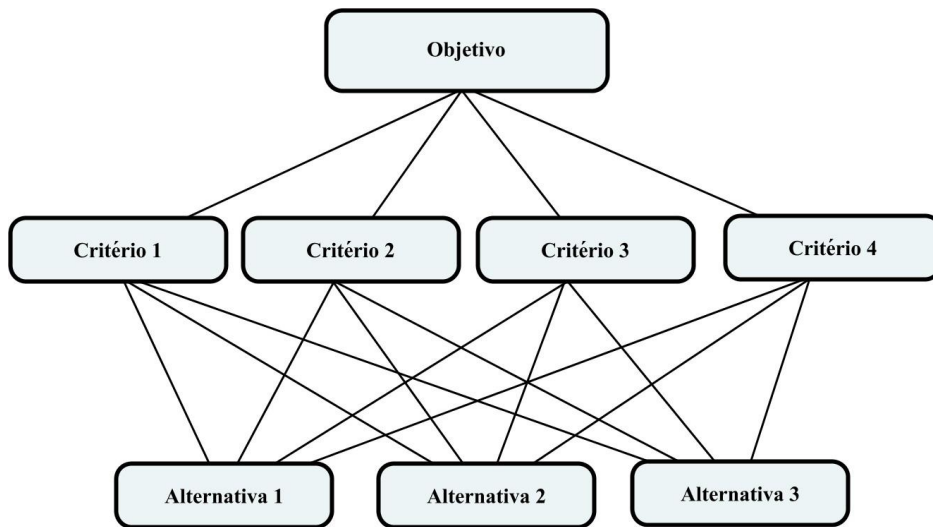 Objetivo
Critério 1
Critério 2
Critério 3
Critério 4
Alternativa 1
Alternativa 2
Alternativa 3